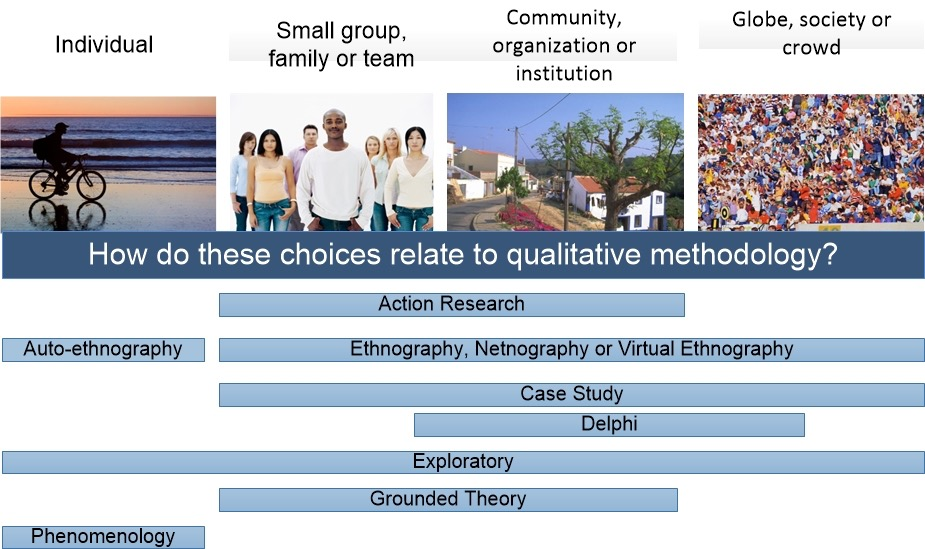 Individual
Small group,
family or team
Community,
organization or
institution
Globe, society or
crowd
How do these choices relate to qualitative methodology?
Action Research
Auto-ethnography
Ethnography, Netnography or Virtual Ethnography
Case Study
Delphi
Exploratory
Grounded Theory
Phenomenology